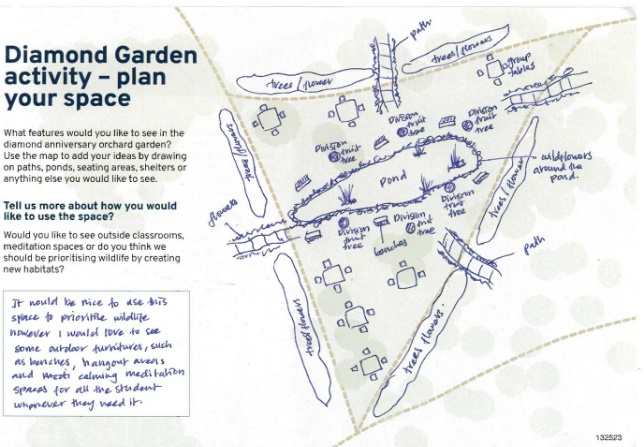 Diamond Garden
activity – plan
your space
What features would you like to see in the
diamond anniversary orchard garden?
Use the map to add your ideas by drawing
on paths, ponds, seating areas, shelters or
anything else you would like to see.
Tell us more about how you would
like to use the space?
Would you like to see outside classrooms,
meditation spaces or do you think we
should be prioritising wildlife by creating
new habitats?
It would be nice to use this
space to prioritise wildlife
however I would love to see
some outdoor furnitures, such
as benches, hangout areas
and calming meditation
spaces for all the student
whenever they need it.
path
trees/flowers
trees/flower
group
tables
trees/flowers
Division
fruit
tree
Division
fruit
tree
Division
fruit
tree
wildflowers
around the
pond.
Pond
trees/flower
flowers
Division
fruit
tree
Division
fruit
tree
Division
fruit
tree
benches
path
trees/flowers
trees flowers.
132523